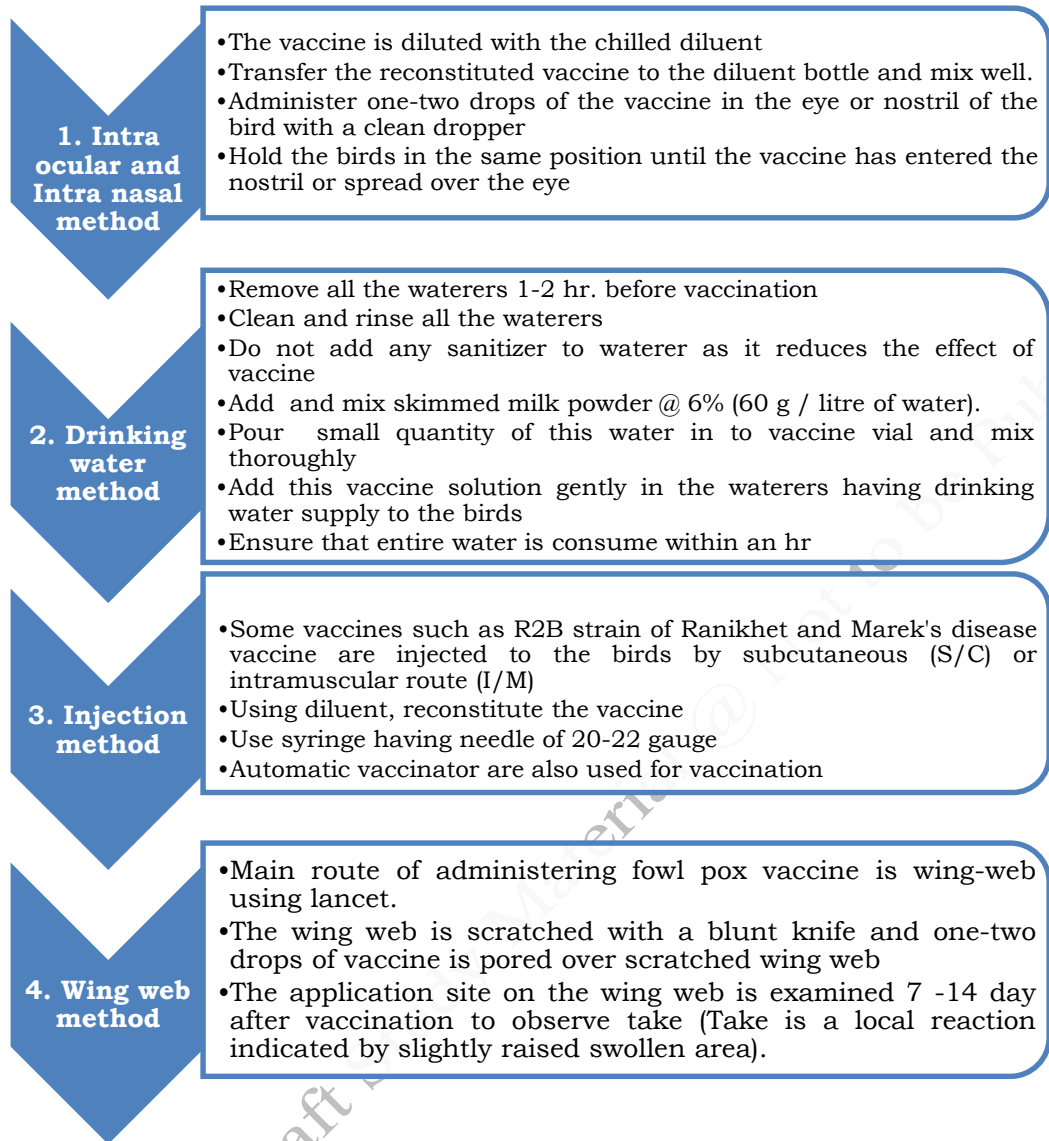 1. Intra
ocular and
Intra nasal
method
•The vaccine is diluted with the chilled diluent
•Transfer the reconstituted vaccine to the diluent bottle and mix well.
•Administer one-two drops of the vaccine in the eye or nostril of the
bird with a clean dropper
•Hold the birds in the same position until the vaccine has entered the
nostril or spread over the eye
2. Drinking
water
method
•Remove all the waterers 1-2 hr. before vaccination
•Clean and rinse all the waterers
•Do not add any sanitizer to waterer as it reduces the effect of
vaccine
•Add and mix skimmed milk powder @ 6% (60 g / litre of water).
•Pour small quantity of this water in to vaccine vial and mix
thoroughly
•Add this vaccine solution gently in the waterers having drinking
water supply to the birds
•Ensure that entire water is consume within an hr
3. Injection
method
•Some vaccines such as R2B strain of Ranikhet and Marek's disease
vaccine are injected to the birds by subcutaneous (S/C) or
intramuscular route (I/M)
•Using diluent, reconstitute the vaccine
•Use syringe having needle of 20-22 gauge
•Automatic vaccinator are also used for vaccination
4. Wing web
method
•Main route of administering fowl pox vaccine is wing-web
using lancet.
•The wing web is scratched with a blunt knife and one-two
drops of vaccine is pored over scratched wing web
•The application site on the wing web is examined 7 -14 day
after vaccination to observe take (Take is a local reaction
indicated by slightly raised swollen area).